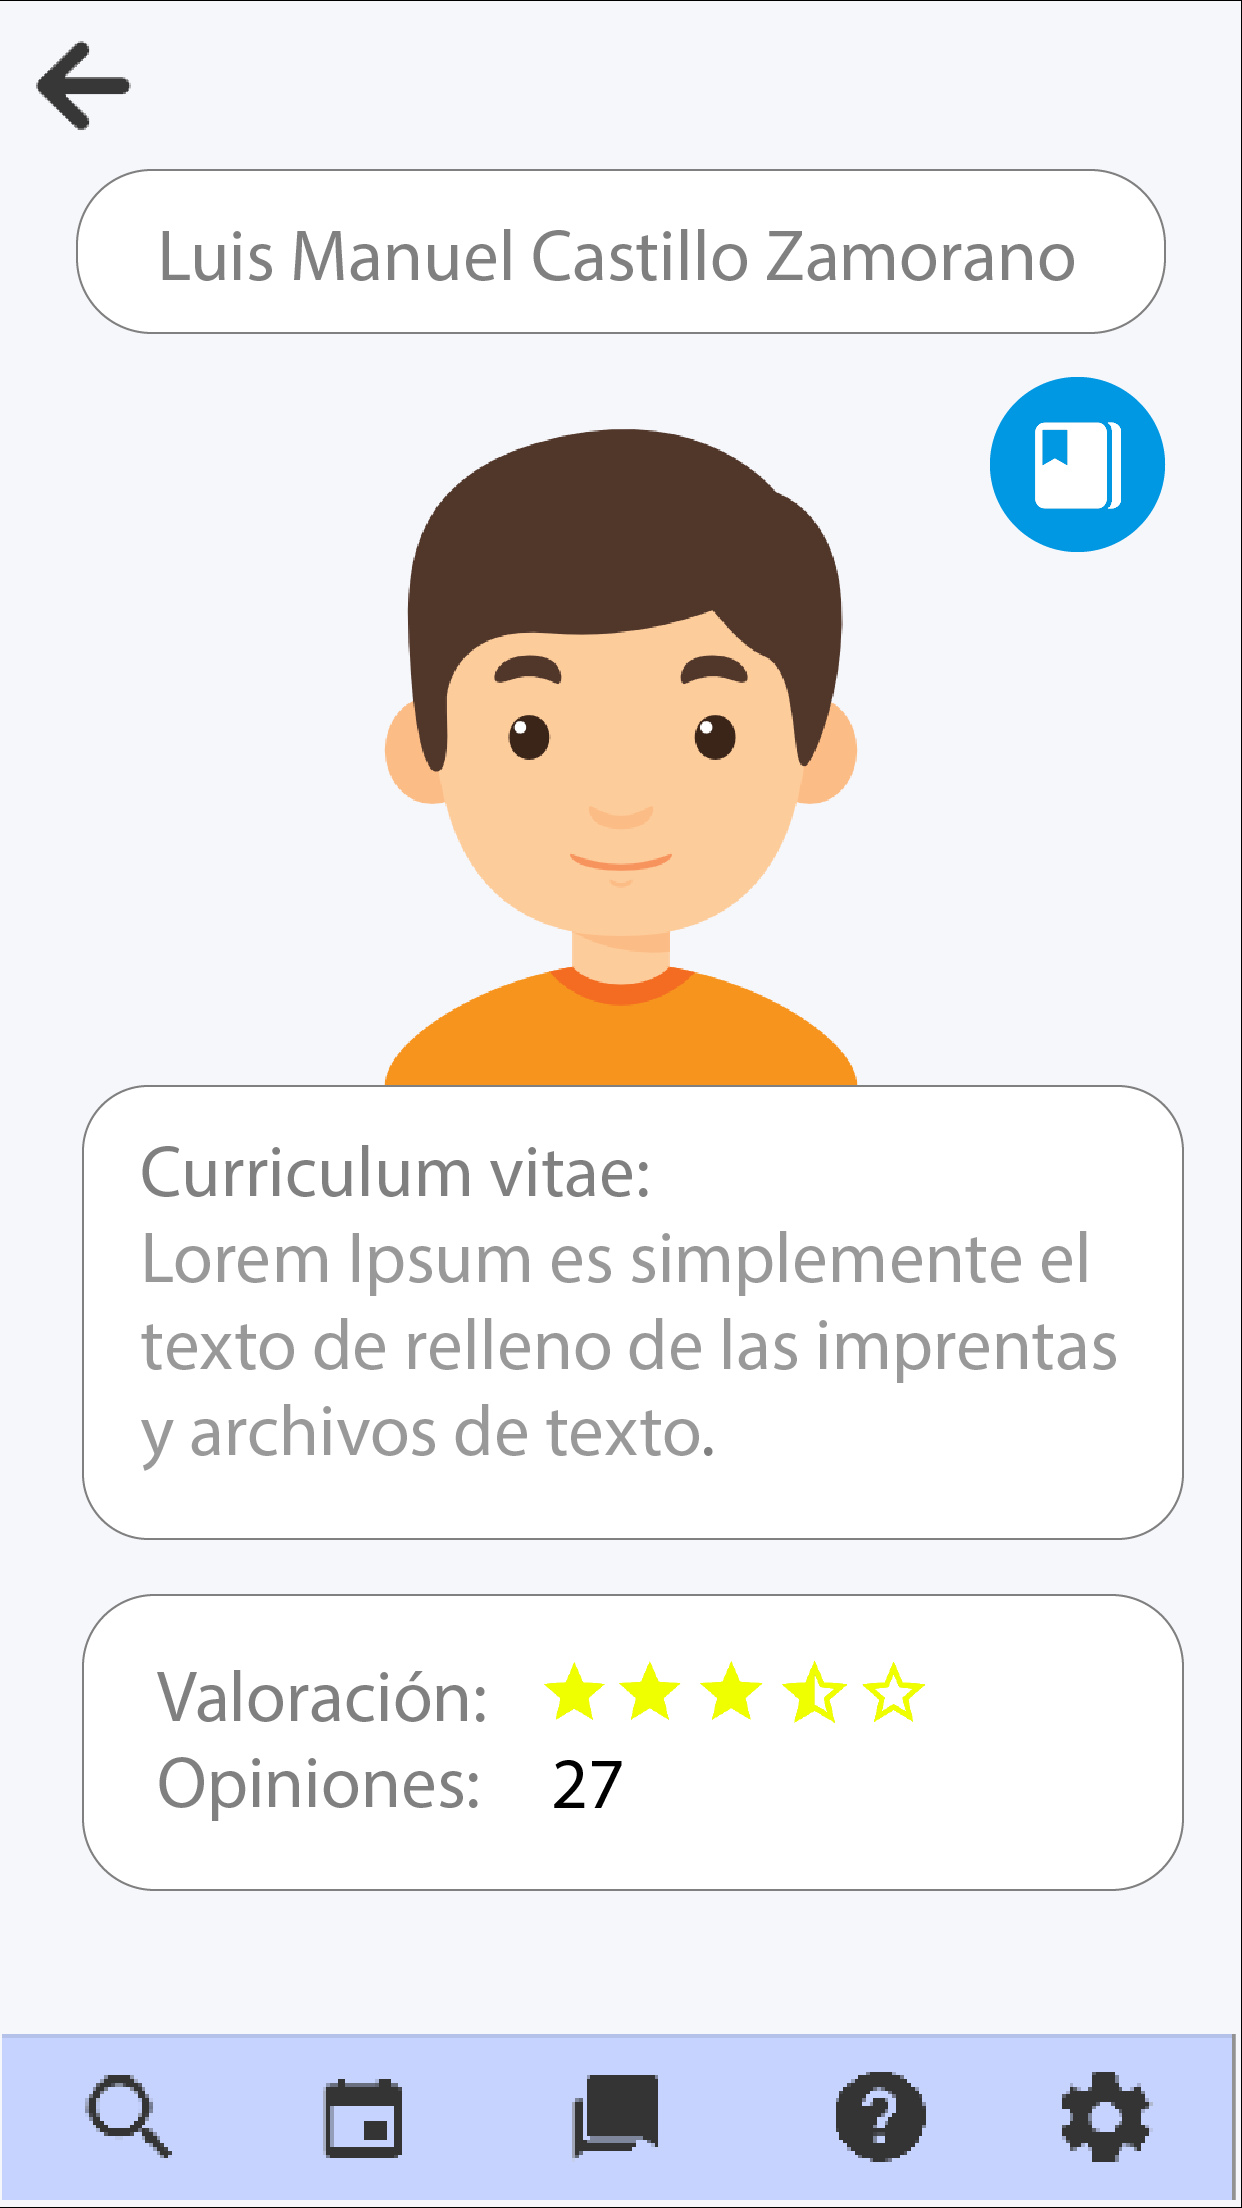 Luis Manuel Castillo Zamorano
Curriculum vitae:
Lorem Ipsum es simplemente el
texto de relleno de las imprentas
y archivos de texto.
Valoración:
Opiniones: 27